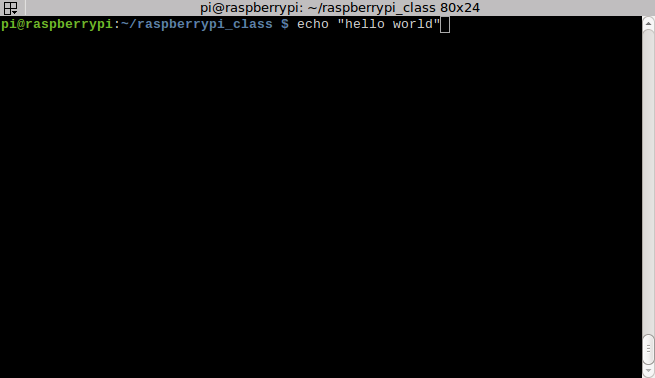 pi@raspberrypi: ~/raspberrypi_class 80x24
pi@raspberrypi:~/raspberrypi_class $ echo "hello world"